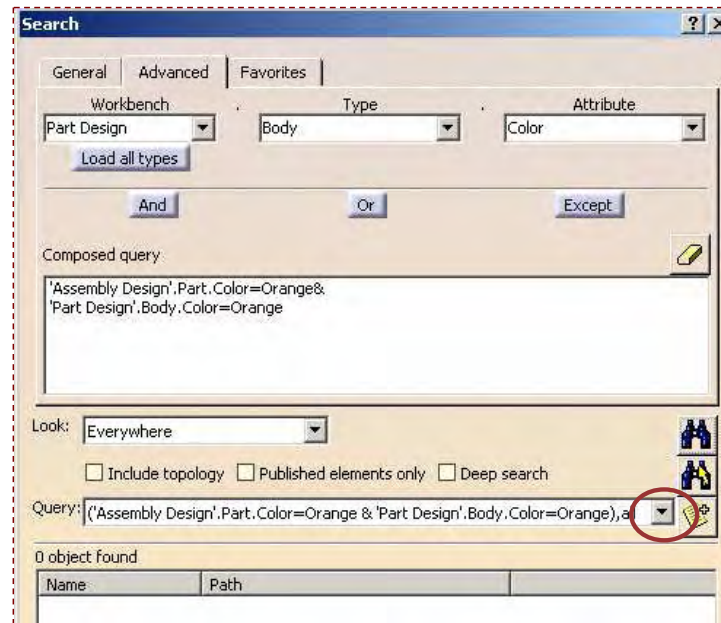 Search
General Advanced Favorites
Workbench . Type . Attribute
Part Design Body Color
Load all types
And Or Except
Composed query
'Assembly Design'.Part.Color=Orange&
'Part Design'.Body.Color=Orange
Look: Everywhere
Include topology Published elements only Deep search
Query: ('Assembly Design'.Part.Color=Orange & 'Part Design'.Body.Color=Orange),
0 object found
Name Path